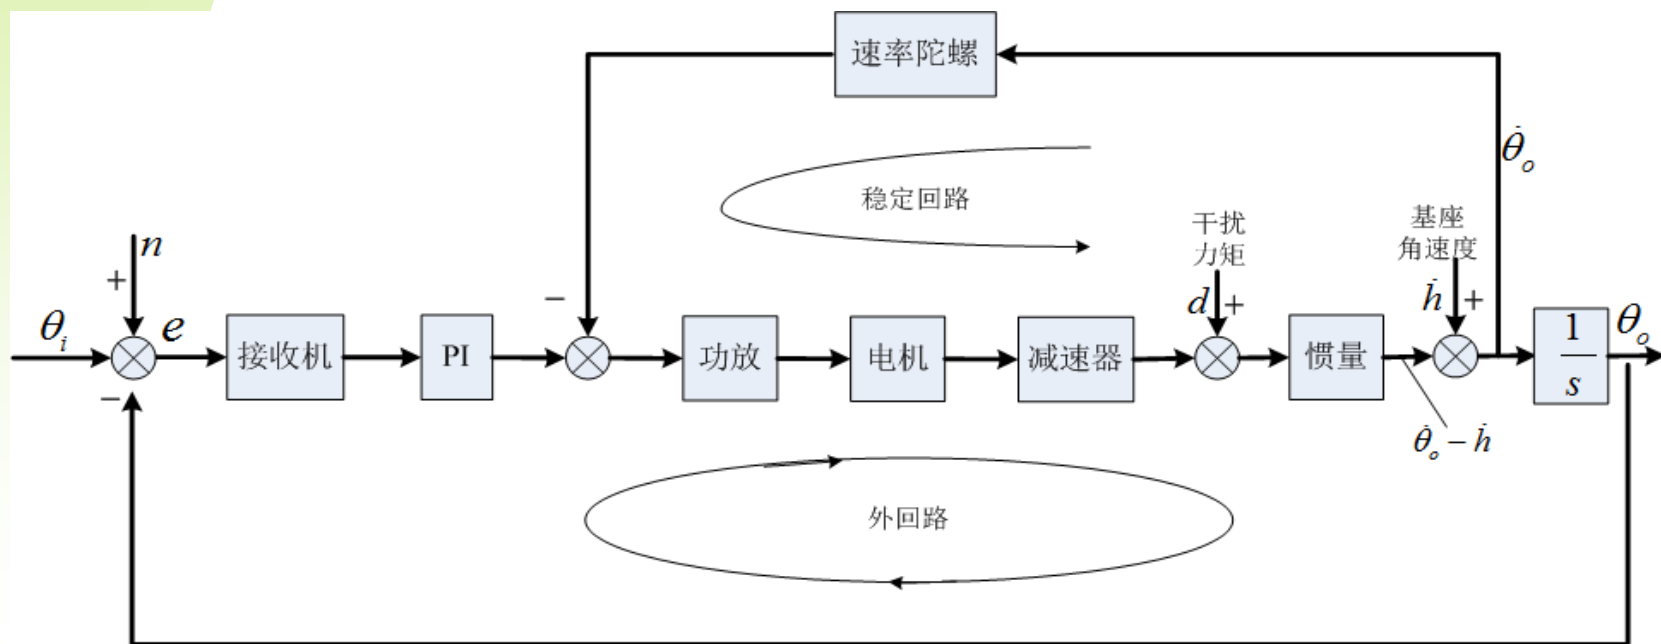 速率陀螺
θ̇ₒ
稳定回路
干扰
力矩
基座
角速度
n
+
−
d
+
ḣ
+
θᵢ
e
接收机
PI
功放
电机
减速器
惯量
1
s
θₒ
−
θ̇ₒ − ḣ
外回路